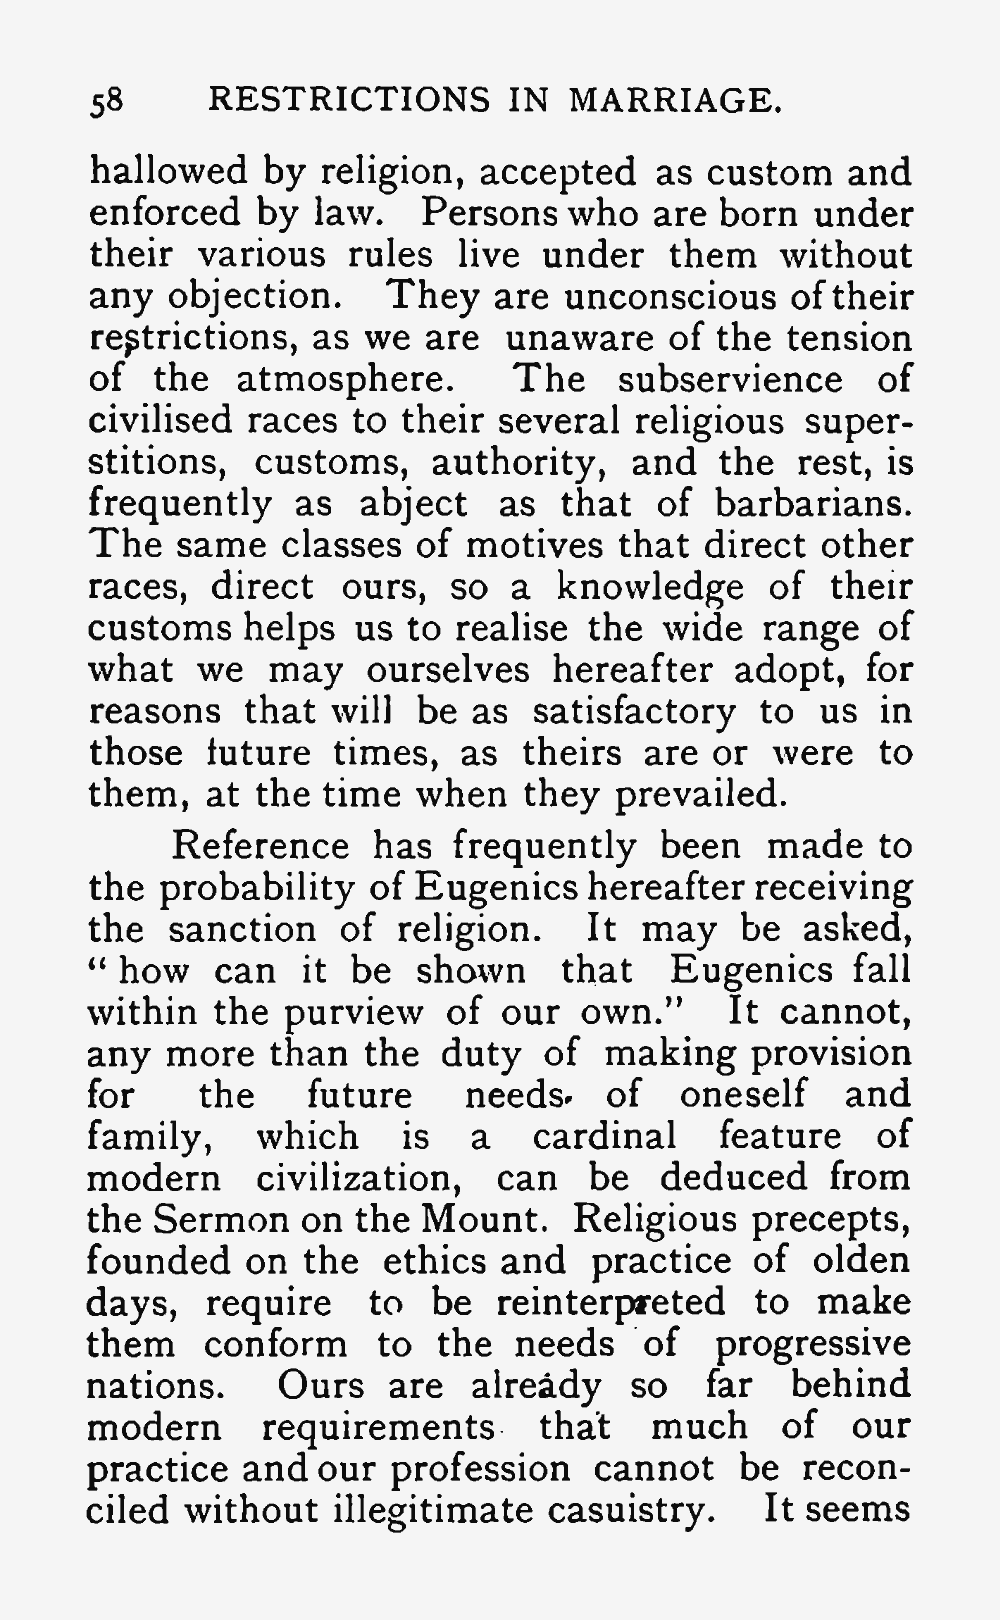 58 RESTRICTIONS IN MARRIAGE.
hallowed by religion, accepted as custom and
enforced by law. Persons who are born under
their various rules live under them without
any objection. They are unconscious of their
restrictions, as we are unaware of the tension
of the atmosphere. The subservience of
civilised races to their several religious super-
stitions, customs, authority, and the rest, is
frequently as abject as that of barbarians.
The same classes of motives that direct other
races, direct ours, so a knowledge of their
customs helps us to realise the wide range of
what we may ourselves hereafter adopt, for
reasons that will be as satisfactory to us in
those future times, as theirs are or were to
them, at the time when they prevailed.
Reference has frequently been made to
the probability of Eugenics hereafter receiving
the sanction of religion. It may be asked,
“ how can it be shown that Eugenics fall
within the purview of our own.” It cannot,
any more than the duty of making provision
for the future needs of oneself and
family, which is a cardinal feature of
modern civilization, can be deduced from
the Sermon on the Mount. Religious precepts,
founded on the ethics and practice of olden
days, require to be reinterpreted to make
them conform to the needs of progressive
nations. Ours are already so far behind
modern requirements that much of our
practice and our profession cannot be recon-
ciled without illegitimate casuistry. It seems